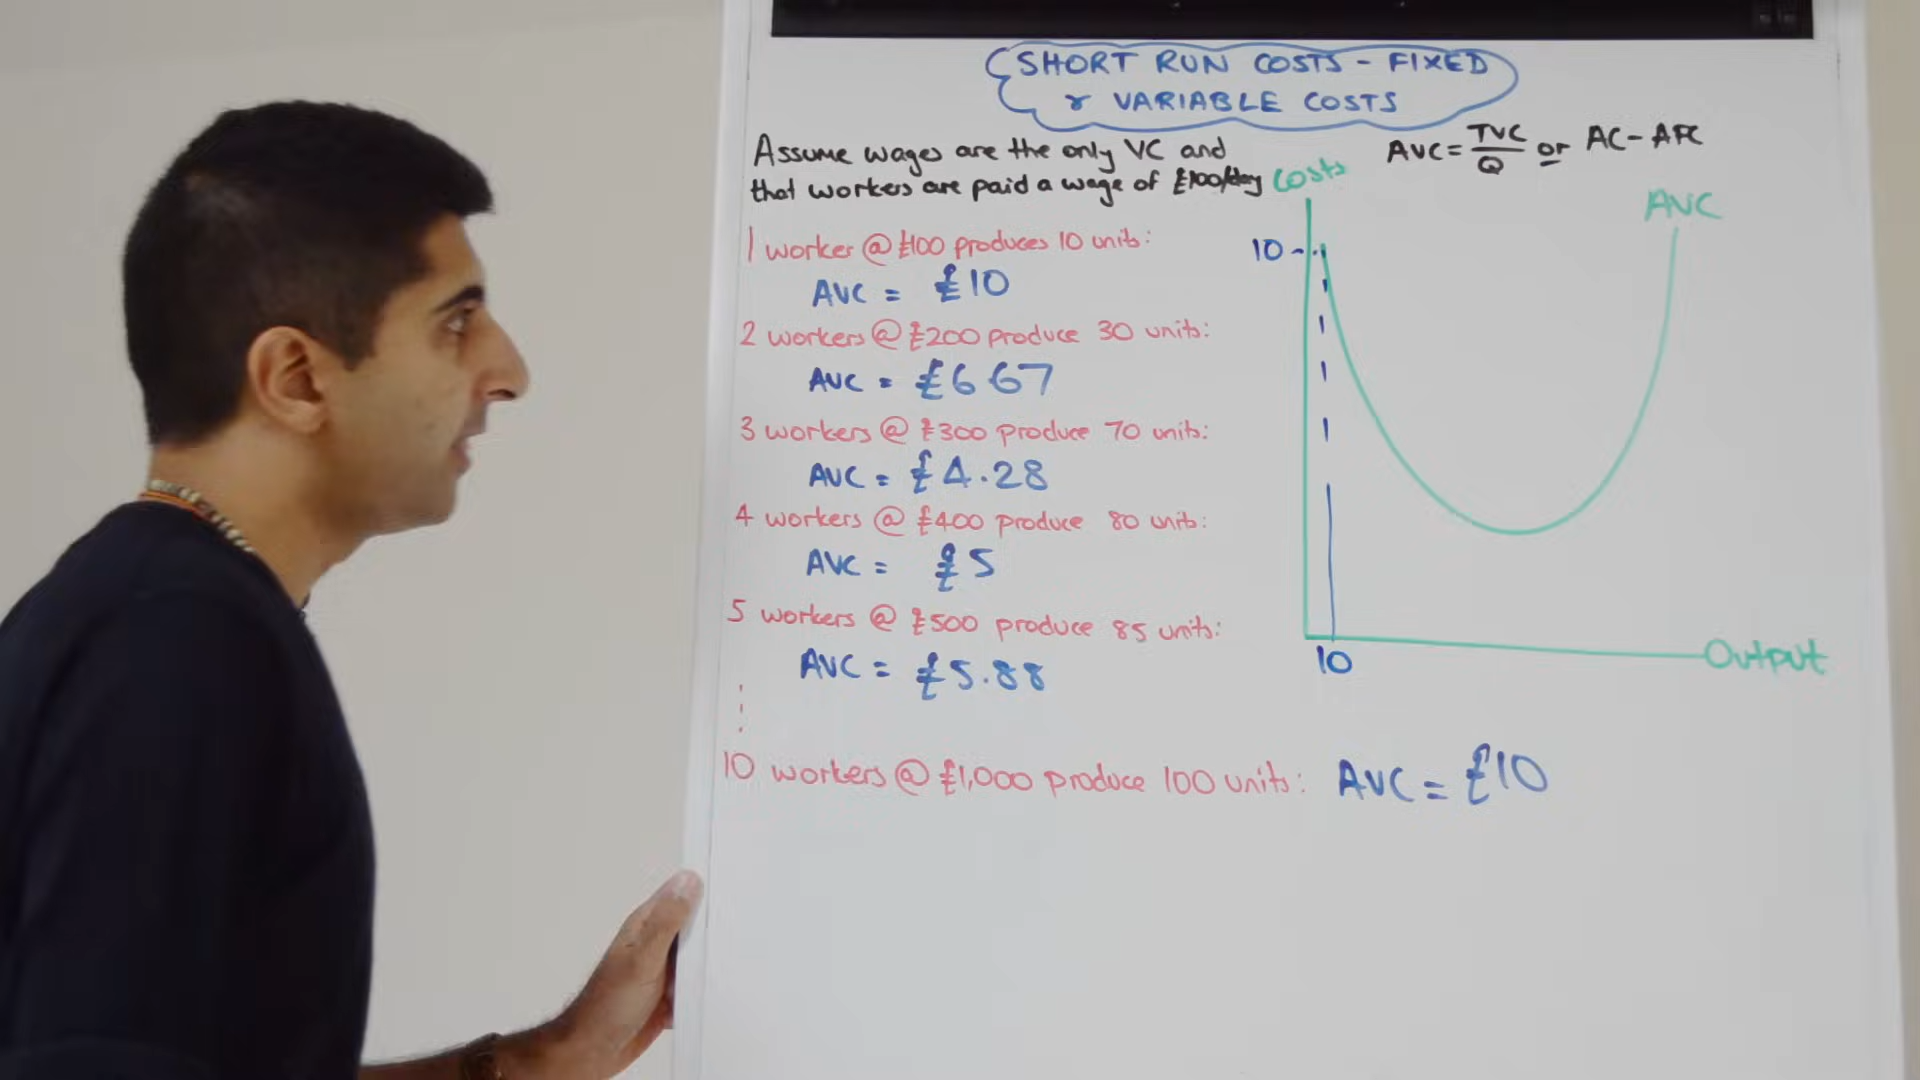 SHORT RUN COSTS - FIXED
& VARIABLE COSTS
Assume wages are the only VC and
that workers are paid a wage of £100/day
AVC = TVC/Q or AC - AFC
Costs
AVC
10
1 worker @ £100 produces 10 units:
AVC = £10
2 workers @ £200 produce 30 units:
AVC = £6 67
3 workers @ £300 produce 70 units:
AVC = £4.28
4 workers @ £400 produce 80 units:
AVC = £5
5 workers @ £500 produce 85 units:
AVC = £5.88
10
Output
10 workers @ £1,000 produce 100 units: AVC = £10